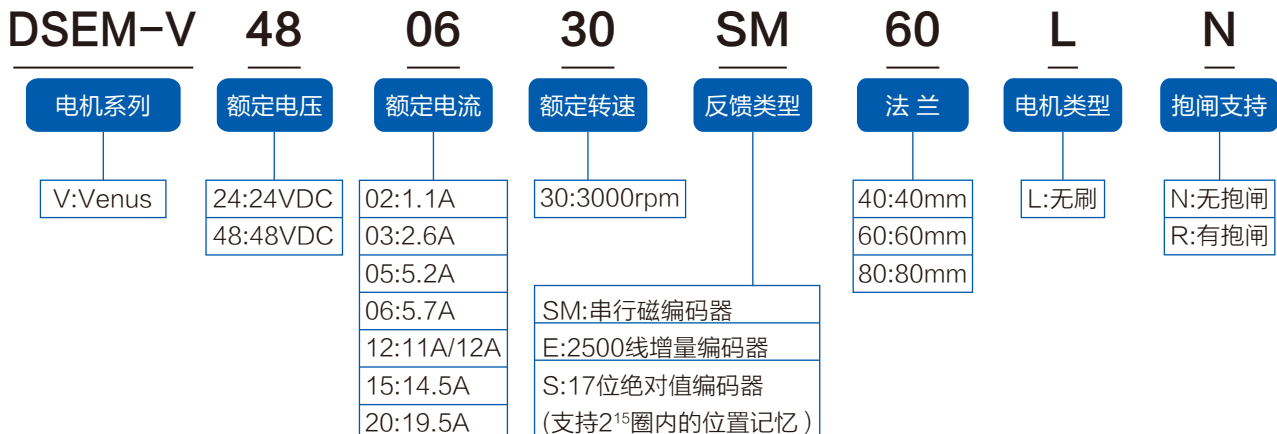 DSEM-V 48 06 30 SM 60 L N
电机系列 额定电压 额定电流 额定转速 反馈类型 法 兰 电机类型 抱闸支持
V:Venus 24:24VDC 02:1.1A 30:3000rpm 40:40mm L:无刷 N:无抱闸
48:48VDC 03:2.6A 60:60mm R:有抱闸
05:5.2A 80:80mm
06:5.7A SM:串行磁编码器
12:11A/12A E:2500线增量编码器
15:14.5A S:17位绝对值编码器
20:19.5A (支持2¹⁵圈内的位置记忆)